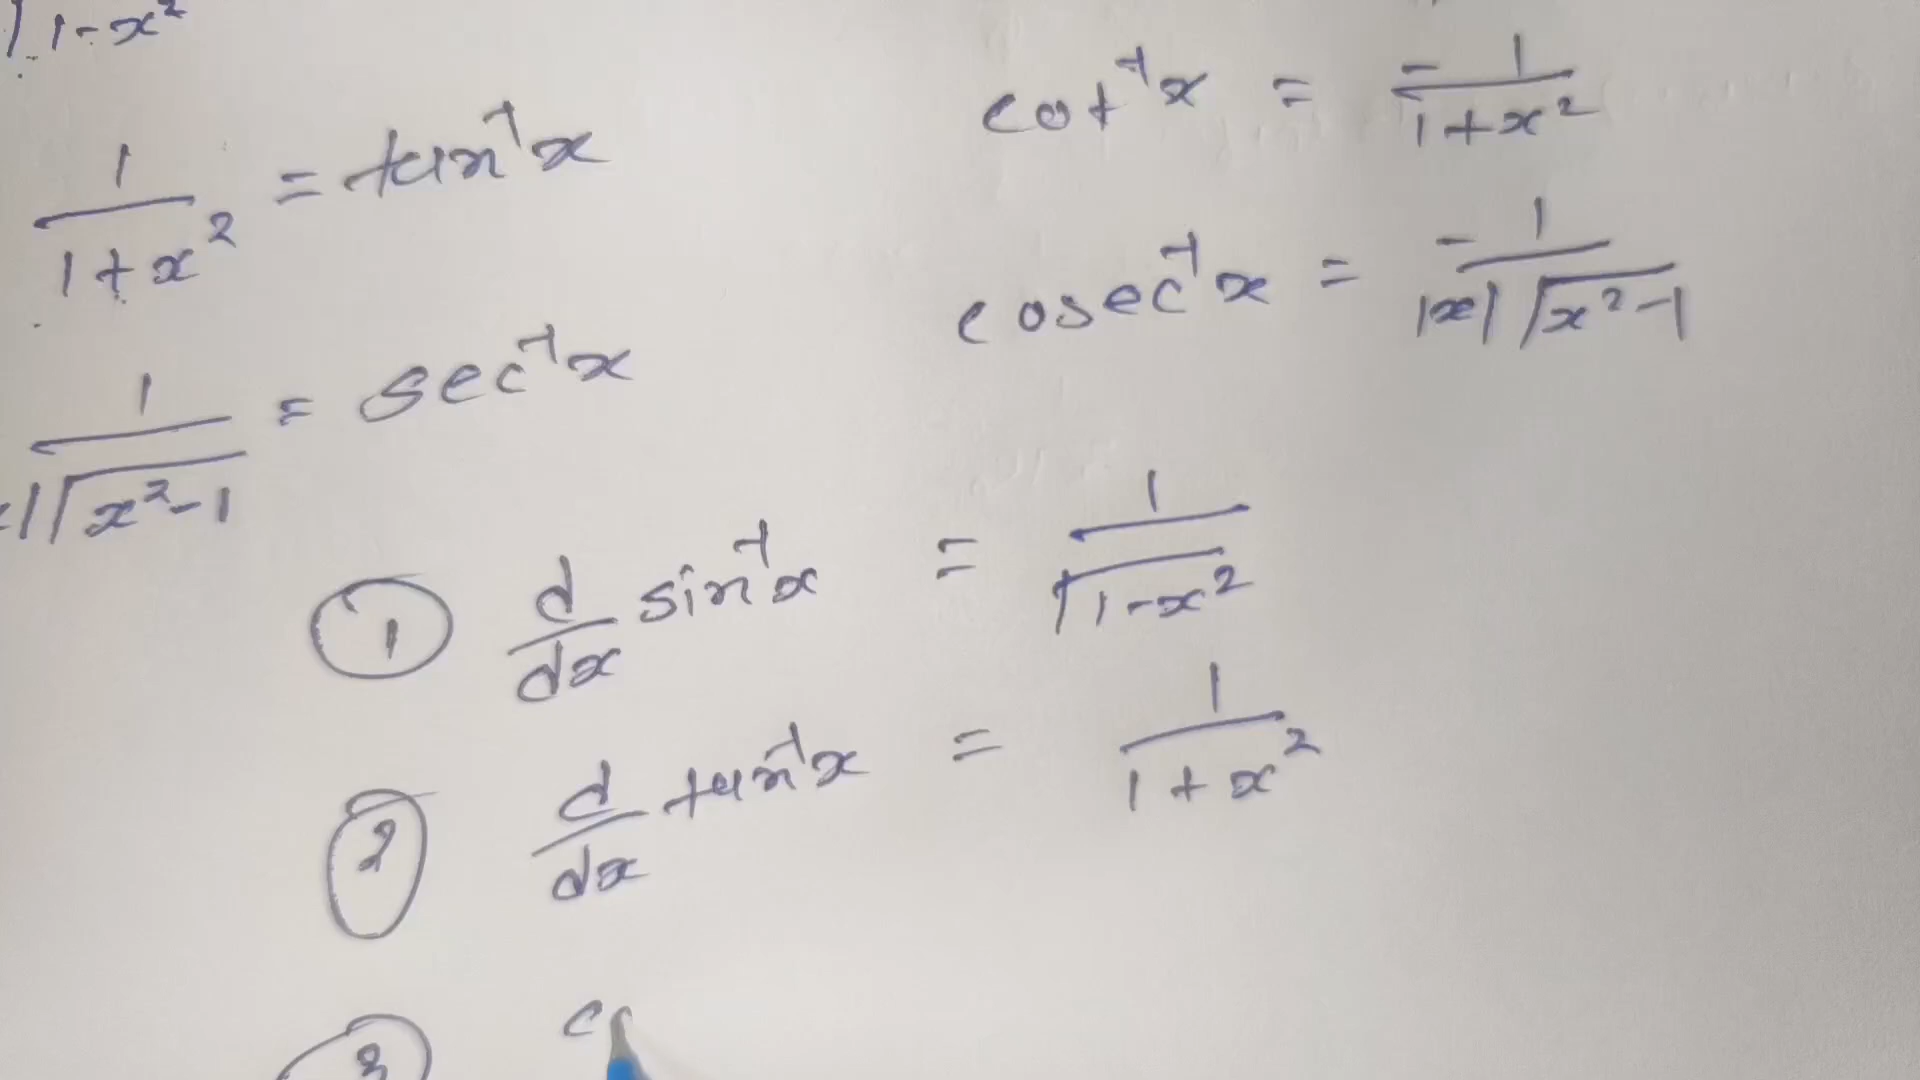 √1-x²
1/1+x² = tan⁻¹x
cot⁻¹x = -1/1+x²
1/|x|√x²-1 = sec⁻¹x
cosec⁻¹x = -1/|x|√x²-1
① d/dx sin⁻¹x = 1/√1-x²
② d/dx tan⁻¹x = 1/1+x²
③